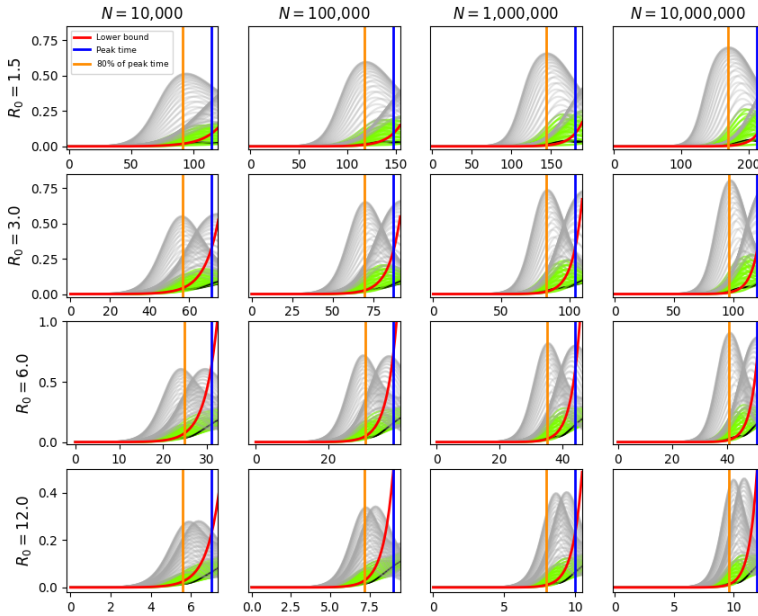 N = 10,000
N = 100,000
N = 1,000,000
N = 10,000,000
R₀ = 1.5
Lower bound
Peak time
80% of peak time
0.75
0.50
0.25
0.00
50 100
0 50 100 150
0 50 100 150
0 50 100 150 200
R₀ = 3.0
0.75
0.50
0.25
0.00
0 20 40 60
0 25 50 75
0 50 100
0 50 100
R₀ = 6.0
1.0
0.5
0.0
0 10 20 30
0 20
0 20 40
0 20 40
R₀ = 12.0
0.4
0.2
0.0
0 2 4 6
0.0 2.5 5.0 7.5
0 5 10
0 5 10